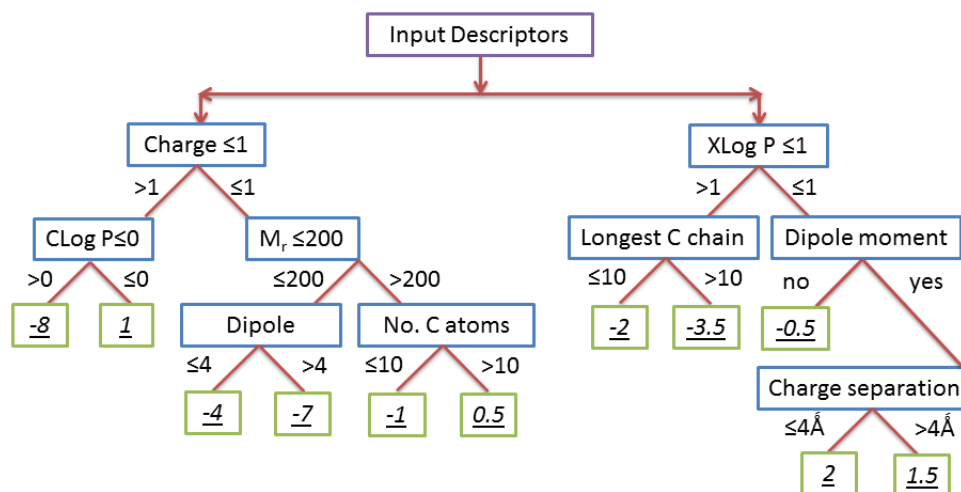 Input Descriptors
Charge ≤1
XLog P ≤1
>1
≤1
>1
≤1
CLog P≤0
Mr ≤200
Longest C chain
Dipole moment
>0
≤0
≤200
>200
≤10
>10
no
yes
-8
1
Dipole
No. C atoms
-2
-3.5
-0.5
≤4
>4
≤10
>10
Charge separation
-4
-7
-1
0.5
≤4Å
>4Å
2
1.5